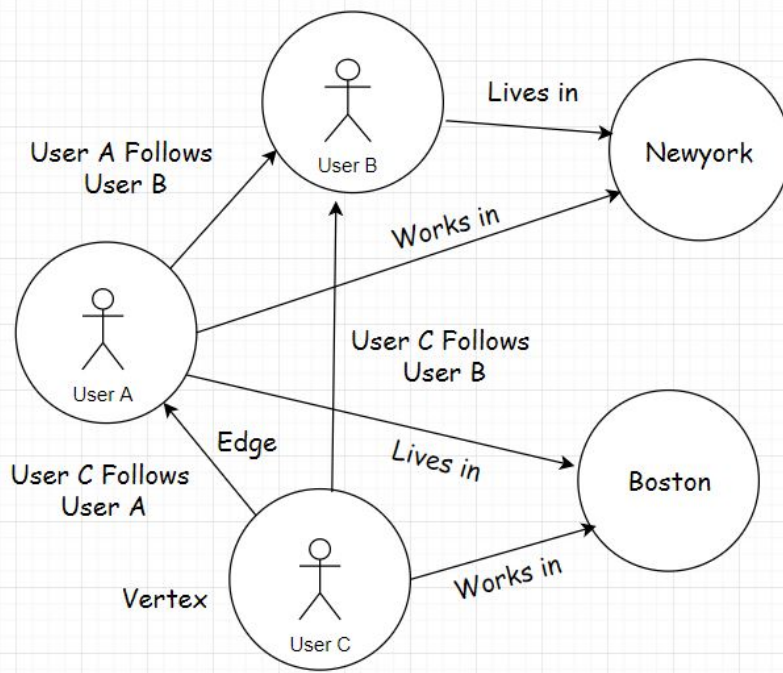 Lives in
User A Follows
User B
User B
Newyork
Works in
User C Follows
User B
User A
Edge
Lives in
User C Follows
User A
Boston
Works in
Vertex
User C